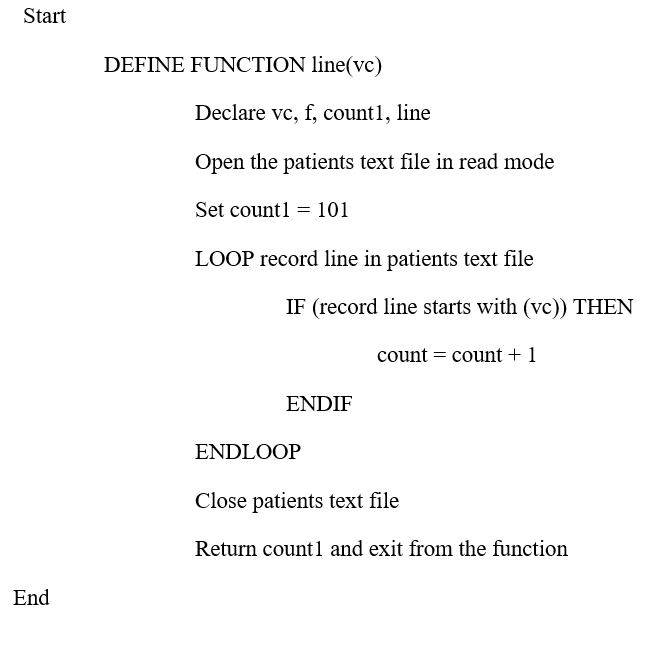 Start
DEFINE FUNCTION line(vc)
Declare vc, f, count1, line
Open the patients text file in read mode
Set count1 = 101
LOOP record line in patients text file
IF (record line starts with (vc)) THEN
count = count + 1
ENDIF
ENDLOOP
Close patients text file
Return count1 and exit from the function
End